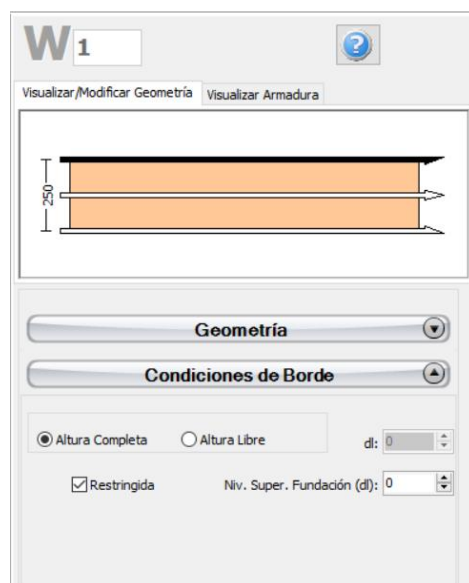 W 1
Visualizar/Modificar Geometría Visualizar Armadura
250
Geometría
Condiciones de Borde
Altura Completa Altura Libre dl: 0
Restringida Niv. Super. Fundación (dl): 0